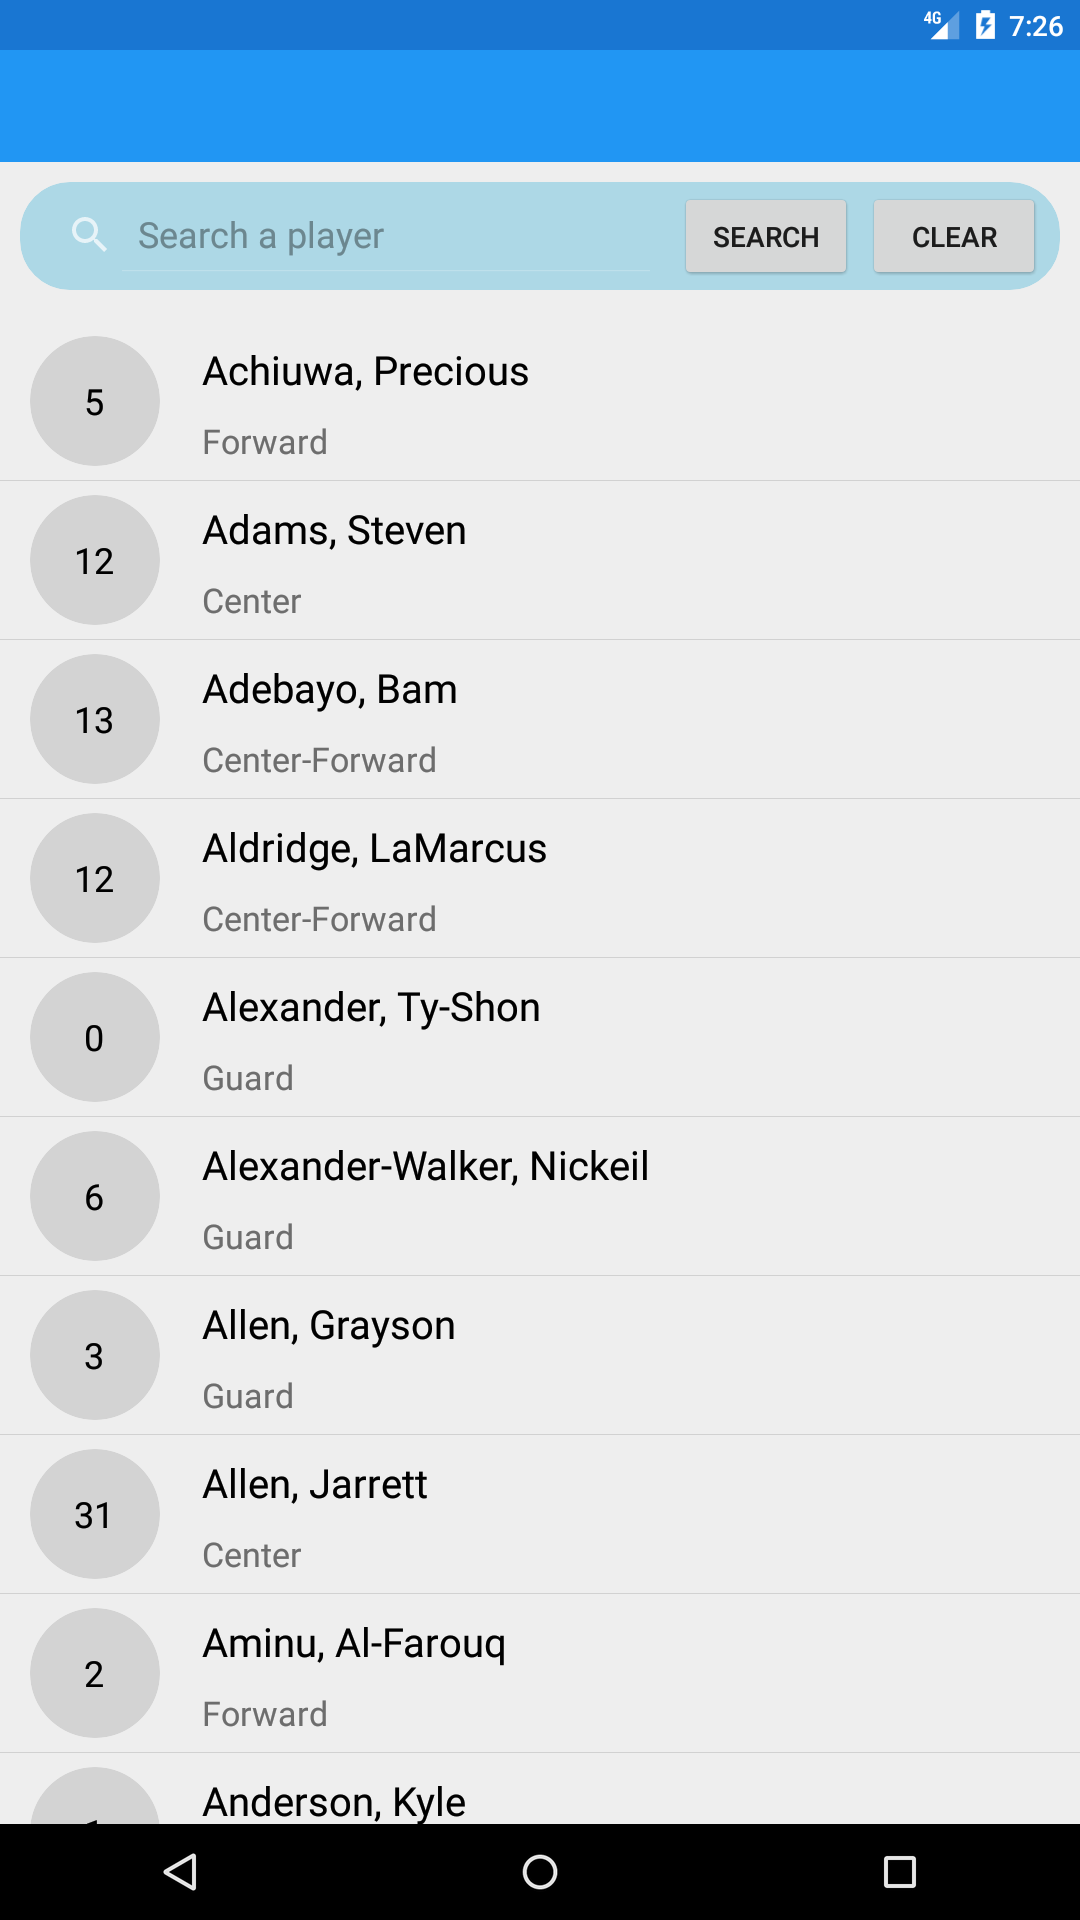 4G 7:26
Search a player SEARCH CLEAR
Achiuwa, Precious
5
Forward
Adams, Steven
12
Center
Adebayo, Bam
13
Center-Forward
Aldridge, LaMarcus
12
Center-Forward
Alexander, Ty-Shon
0
Guard
Alexander-Walker, Nickeil
6
Guard
Allen, Grayson
3
Guard
Allen, Jarrett
31
Center
Aminu, Al-Farouq
2
Forward
Anderson, Kyle